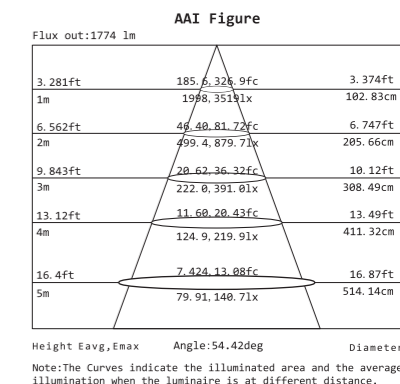 AAI Figure
Flux out:1774 lm
3.281ft 185.6,326.9fc 3.374ft
1m 1998,3519lx 102.83cm
6.562ft 46.40,81.72fc 6.747ft
2m 499.4,879.7lx 205.66cm
9.843ft 20.62,36.32fc 10.12ft
3m 222.0,391.0lx 308.49cm
13.12ft 11.60,20.43fc 13.49ft
4m 124.9,219.9lx 411.32cm
16.4ft 7.424,13.08fc 16.87ft
5m 79.91,140.7lx 514.14cm
Height Eavg,Emax Angle:54.42deg Diameter
Note:The Curves indicate the illuminated area and the average
illumination when the luminaire is at different distance.